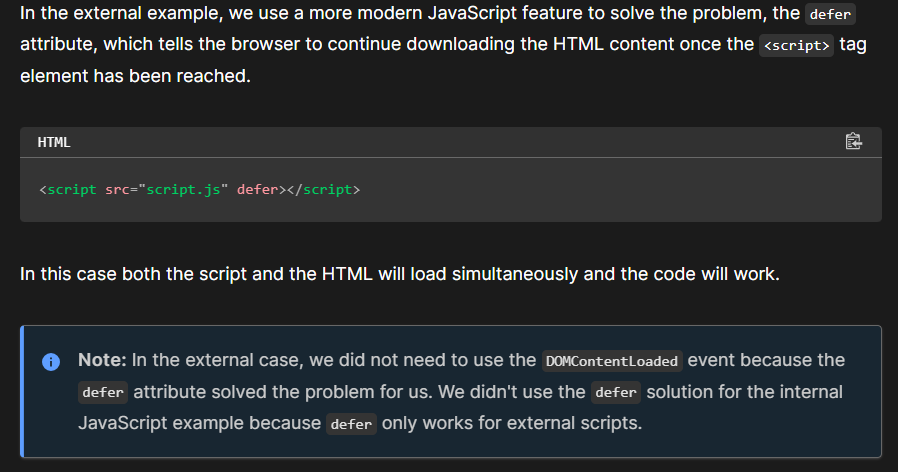 In the external example, we use a more modern JavaScript feature to solve the problem, the defer
attribute, which tells the browser to continue downloading the HTML content once the <script> tag
element has been reached.
HTML
<script src="script.js" defer></script>
In this case both the script and the HTML will load simultaneously and the code will work.
Note: In the external case, we did not need to use the DOMContentLoaded event because the
defer attribute solved the problem for us. We didn't use the defer solution for the internal
JavaScript example because defer only works for external scripts.